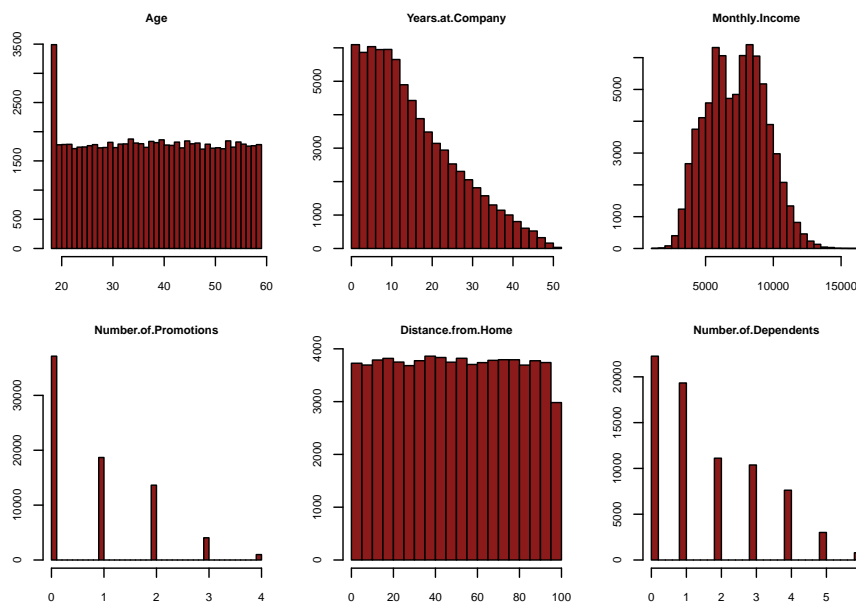 Age
3500
2500
1500
500
0
20 30 40 50 60
Years.at.Company
5000
3000
1000
0
0 10 20 30 40 50
Monthly.Income
5000
3000
1000
0
5000 10000 15000
Number.of.Promotions
30000
10000
0
0 1 2 3 4
Distance.from.Home
4000
3000
2000
1000
0
0 20 40 60 80 100
Number.of.Dependents
20000
15000
10000
5000
0
0 1 2 3 4 5